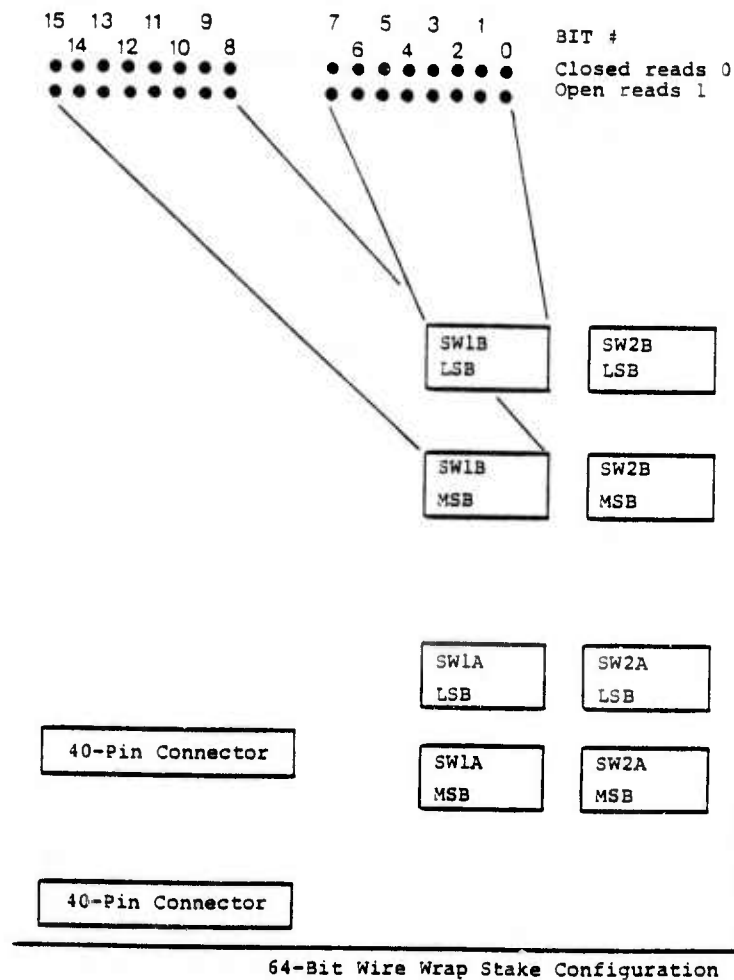 15 13 11 9 7 5 3 1
14 12 10 8 6 4 2 0
BIT #
Closed reads 0
Open reads 1
SW1B
LSB
SW2B
LSB
SW1B
MSB
SW2B
MSB
SW1A
LSB
SW2A
LSB
40-Pin Connector
SW1A
MSB
SW2A
MSB
40-Pin Connector
64-Bit Wire Wrap Stake Configuration